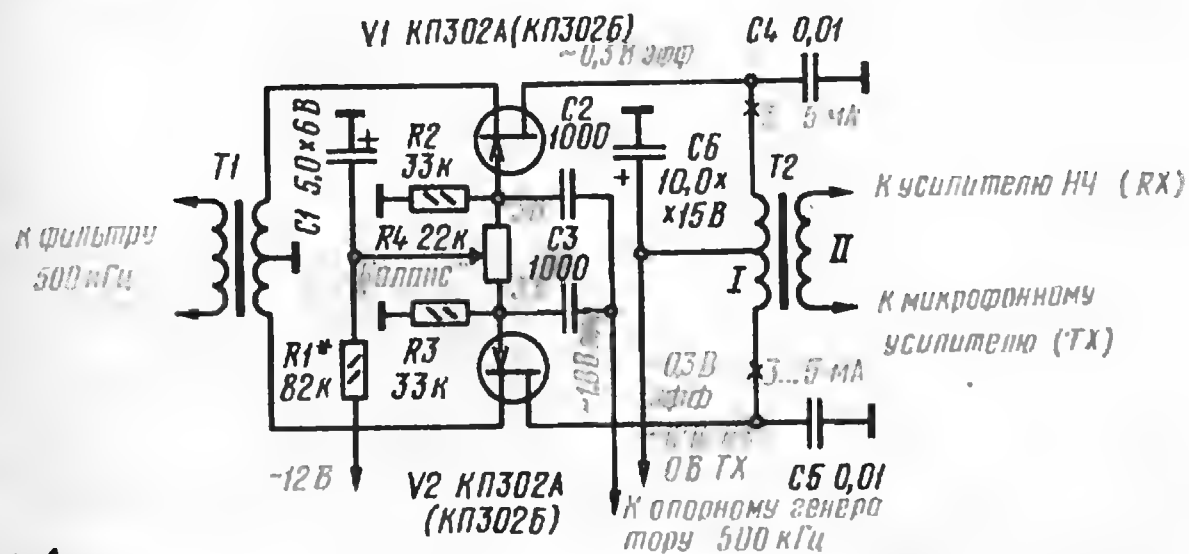 V1 КП302А(КП302Б)
~0,3 В эфф
C4 0,01
C1 5,0×6В
+
R2
33к
C2
1000
5 мА
T1
C6
10,0×
×15В
+
T2
К усилителю НЧ (RX)
К фильтру
500 кГц
R4 22к
C3
1000
I
II
К микрофонному
усилителю (TX)
R1*
82к
R3
33к
0,3 В
эфф
3...5 мА
-12 В
0В TX
C5 0,01
V2 КП302А
(КП302Б)
К опорному генера
тору 500 кГц